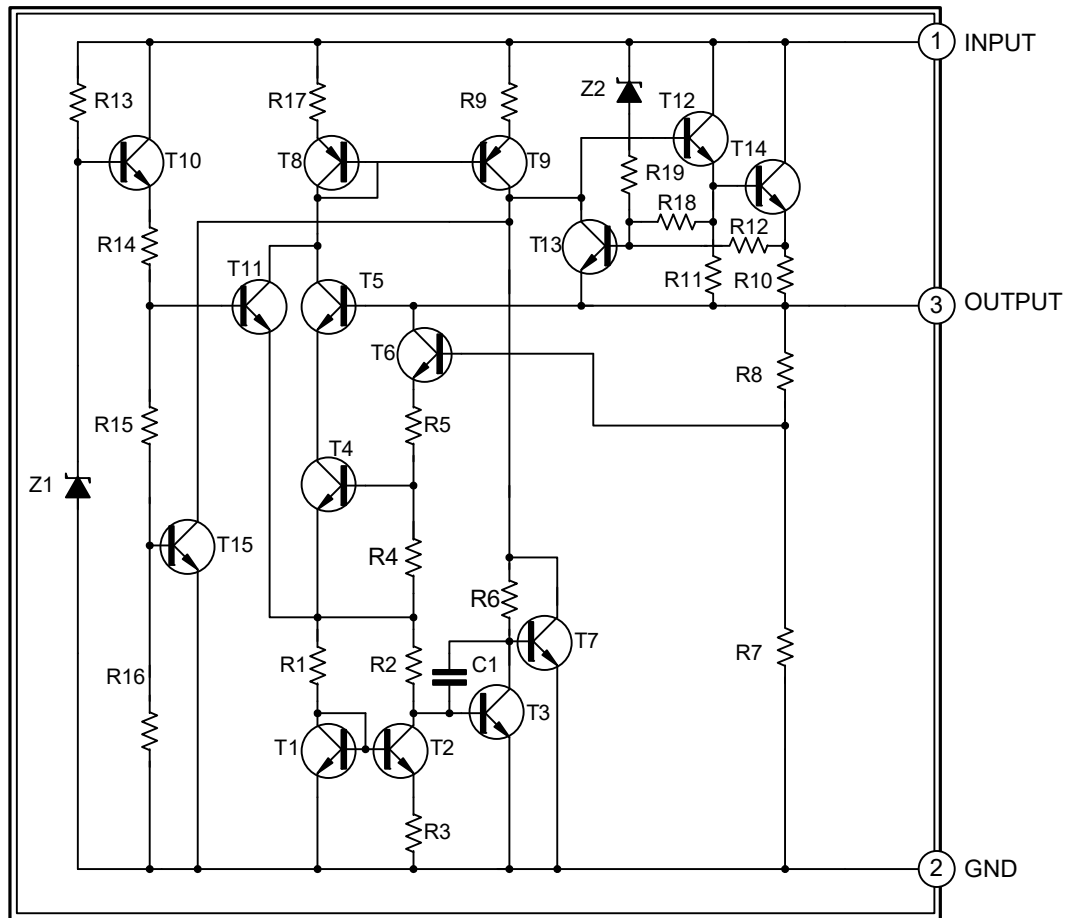 1 INPUT
R13
R17
R9
Z2
T12
T10
T8
T9
T14
R19
R18
R12
R14
T13
T11
T5
R11
R10
3 OUTPUT
T6
R8
R15
R5
T4
Z1
T15
R4
R6
T7
R1
R2
C1
R7
R16
T3
T1
T2
R3
2 GND